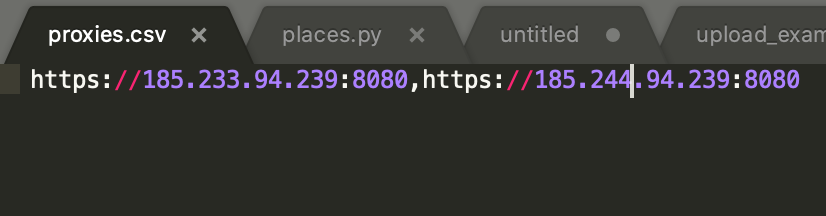 proxies.csv × places.py × untitled upload_exam
https://185.233.94.239:8080,https://185.244.94.239:8080